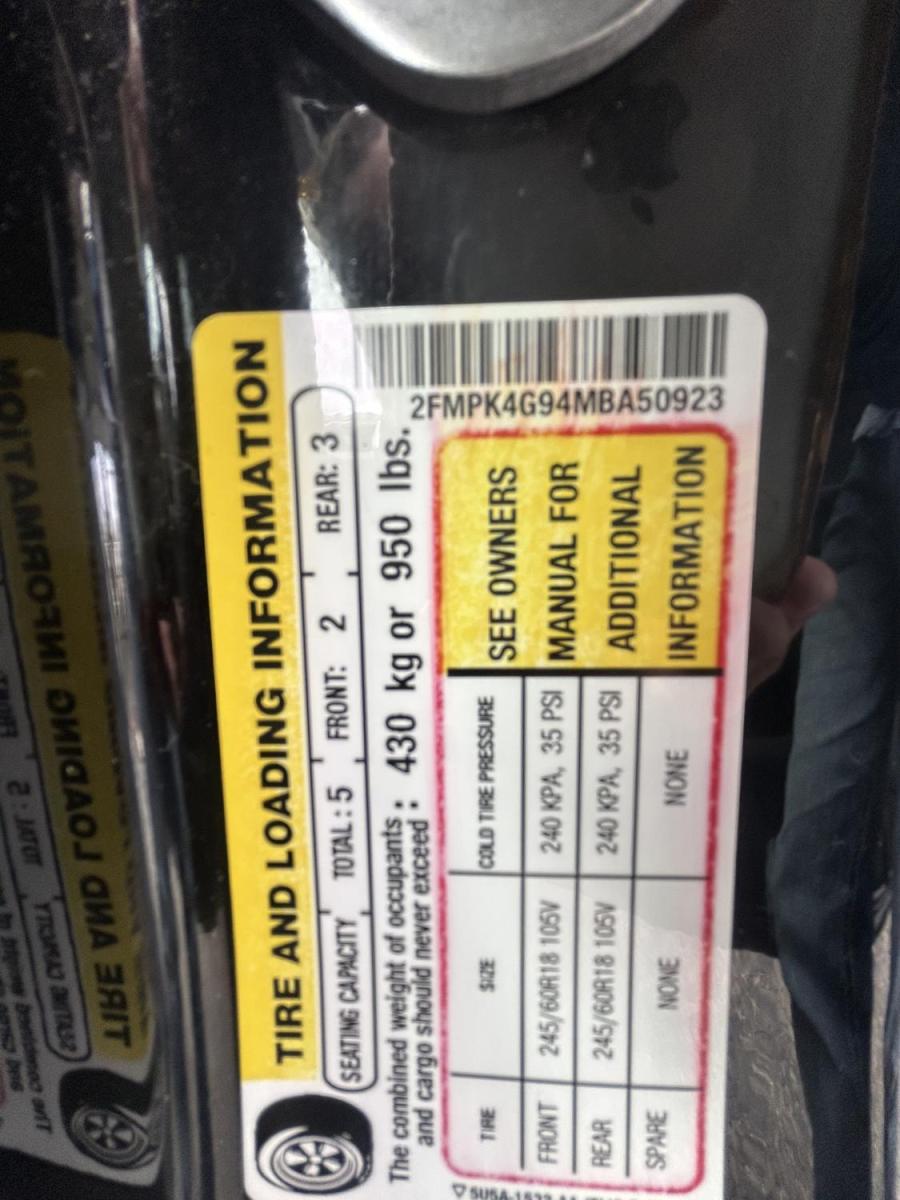 TIRE AND LOADING INFORMATION
SEATING CAPACITY TOTAL: 5 FRONT: 2 REAR: 3
The combined weight of occupants and cargo should never exceed : 430 kg or 950 lbs.
2FMPK4G94MBA50923
TIRE SIZE COLD TIRE PRESSURE
FRONT 245/60R18 105V 240 KPA, 35 PSI
REAR 245/60R18 105V 240 KPA, 35 PSI
SPARE NONE NONE
SEE OWNERS
MANUAL FOR
ADDITIONAL
INFORMATION